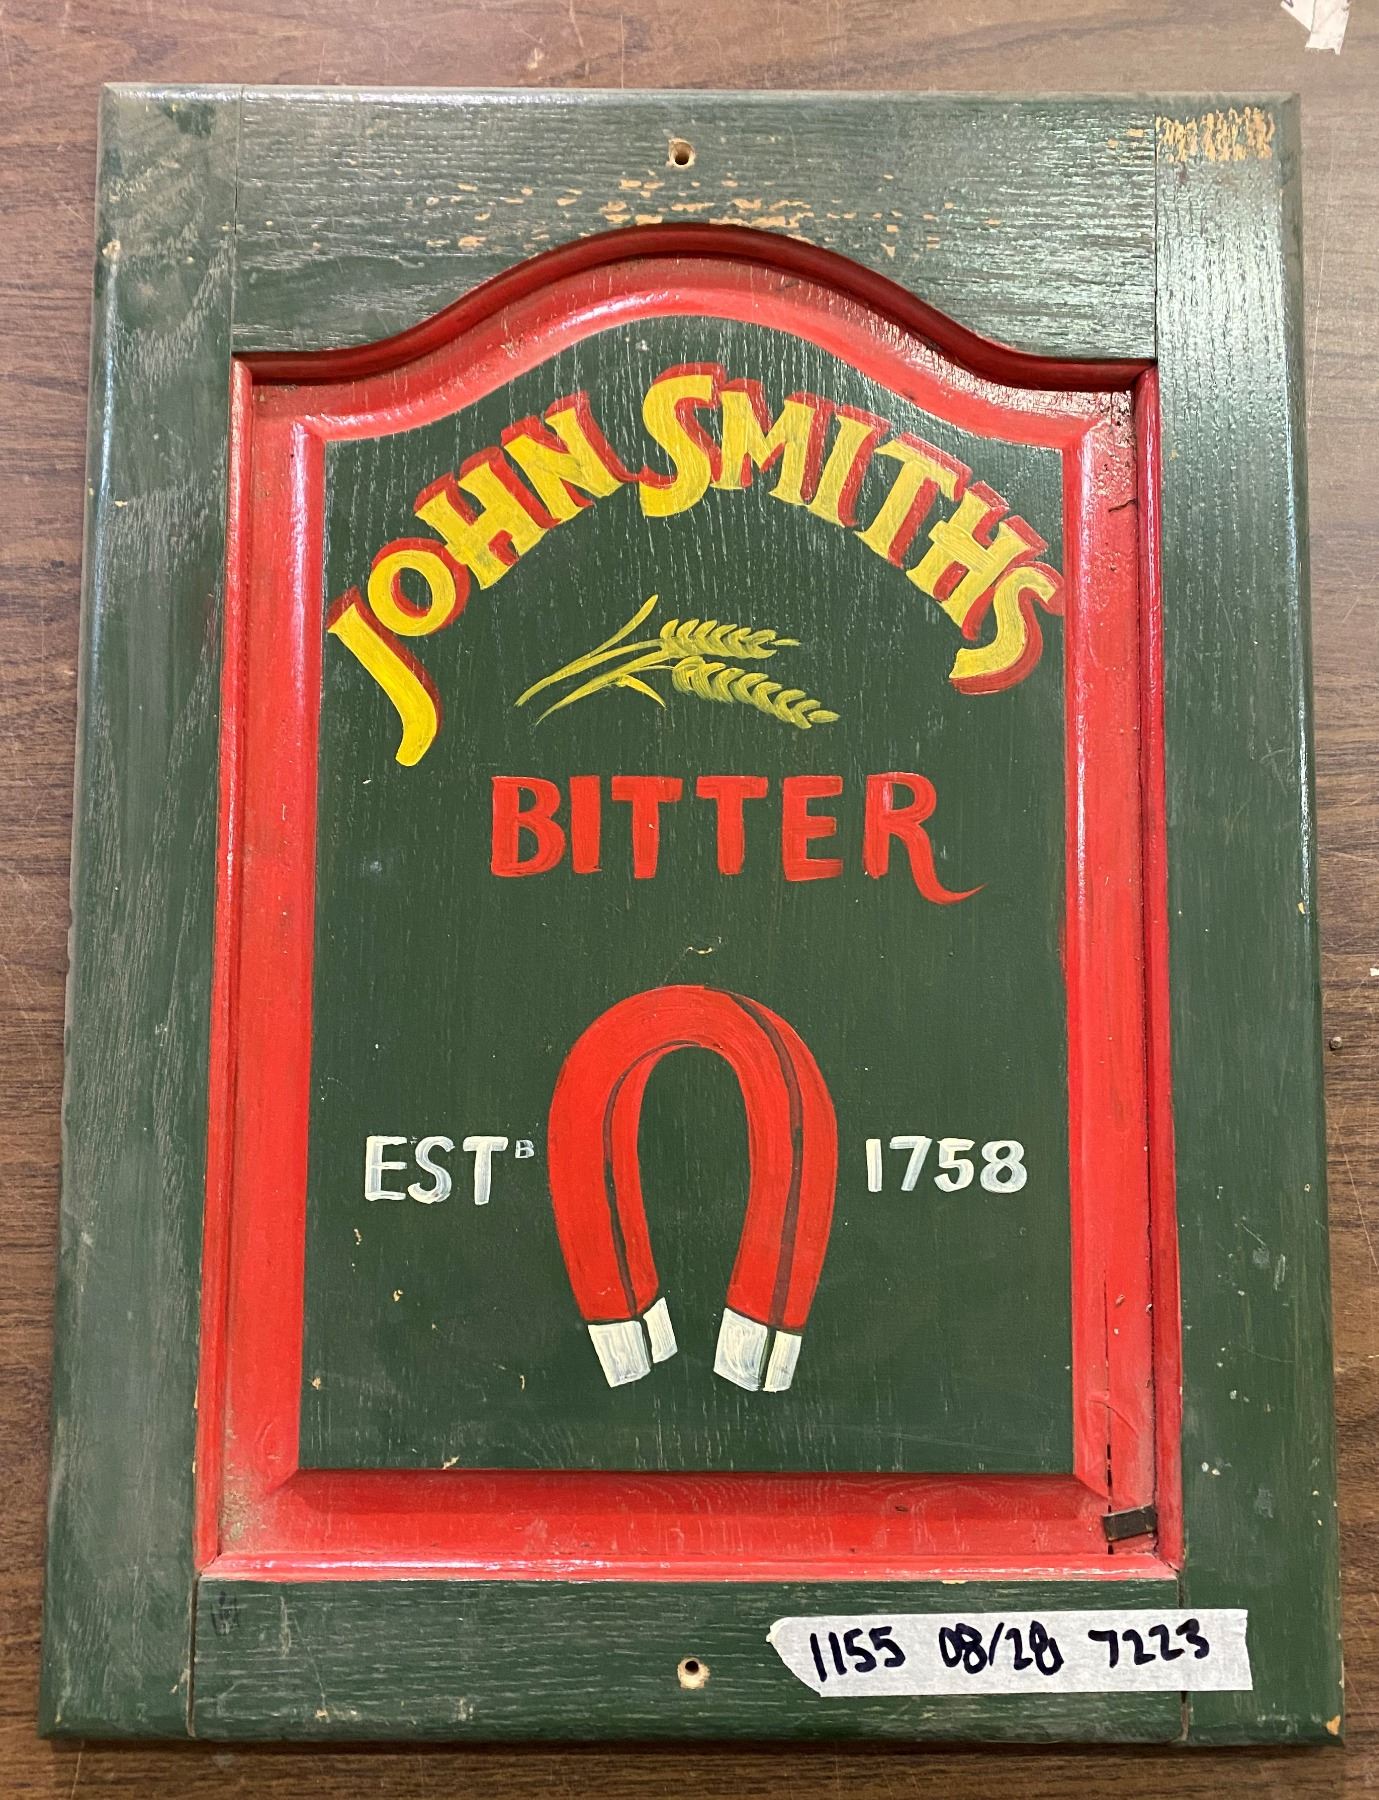 JOHN SMITHS
BITTER
ESTᴮ 1758
1155 08/28 7223